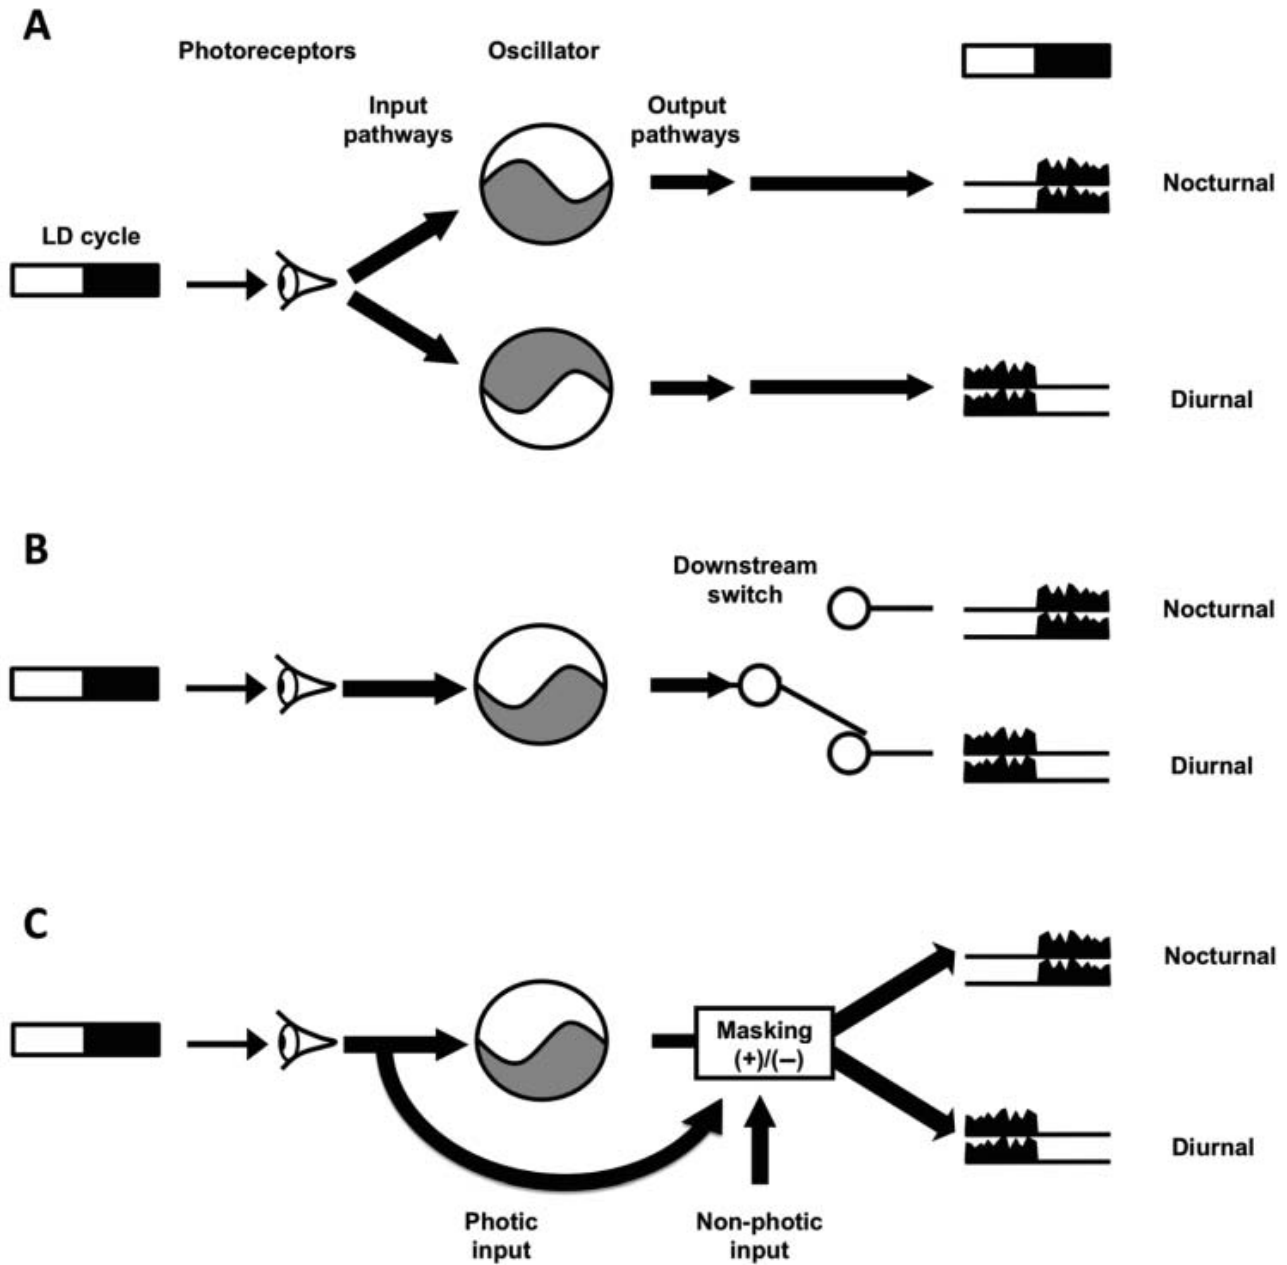 A
Photoreceptors
Oscillator
Input
pathways
Output
pathways
Nocturnal
LD cycle
Diurnal
B
Downstream
switch
Nocturnal
Diurnal
C
Nocturnal
Masking
(+)/(–)
Diurnal
Photic
input
Non-photic
input